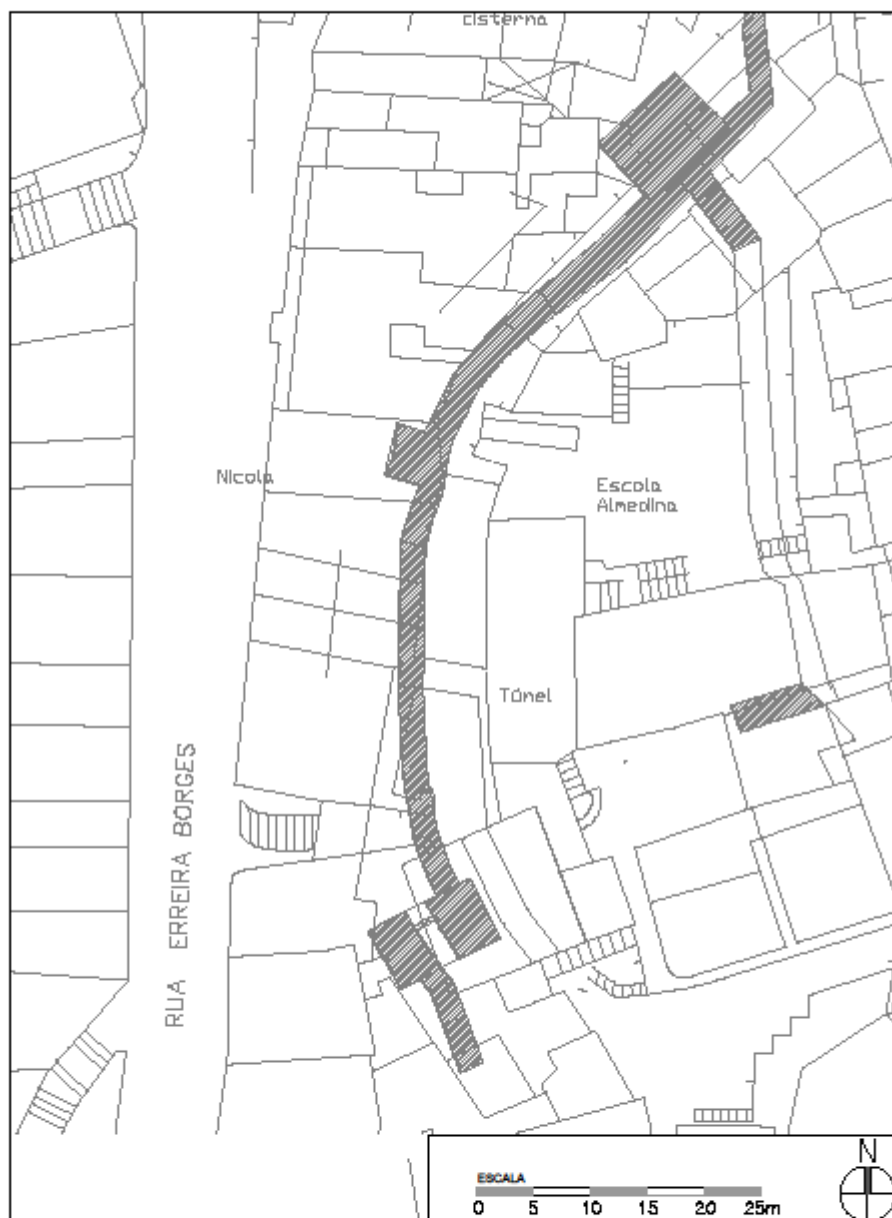 cisterna
Nicola
Escola
Almedina
Túnel
RUA ERREIRA BORGES
N
ESCALA
0 5 10 15 20 25m